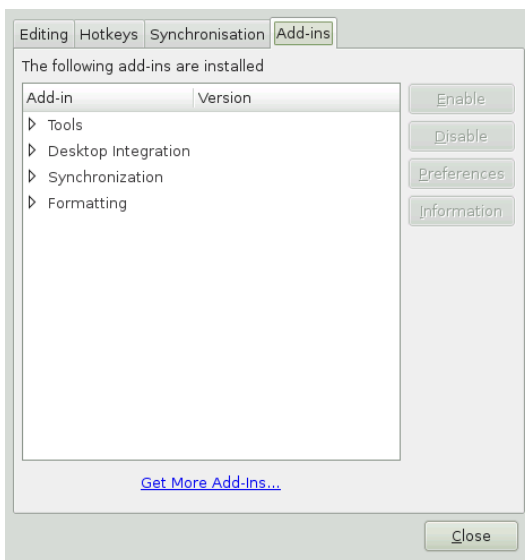 Editing Hotkeys Synchronisation Add-ins
The following add-ins are installed
Add-in Version
Tools
Desktop Integration
Synchronization
Formatting
Enable
Disable
Preferences
Information
Get More Add-Ins...
Close